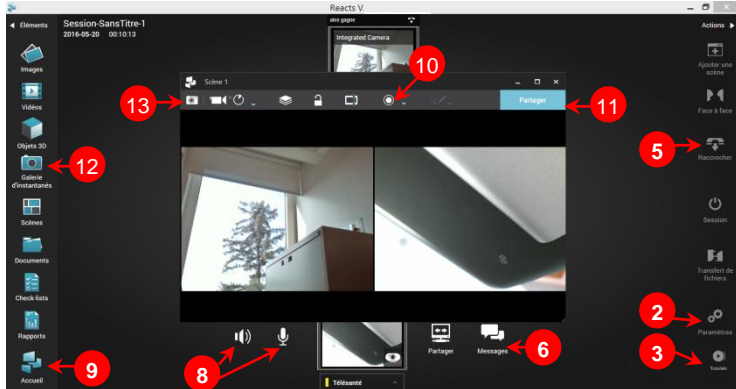 Reacts V.
Éléments
Session-SansTitre-1
2016-05-20 00:10:13
alex gagne
Actions
Integrated Camera
Images
Vidéos
Objets 3D
Galerie
d'instantanés
Scènes
Documents
Check-lists
Rapports
Accueil
Scène 1
Partager
Ajouter une
scène
Face à face
Raccrocher
Session
Transfert de
fichiers
Paramètres
Tutoriels
Partager
Messages
Télésanté
10
13
11
12
5
2
3
6
8
9